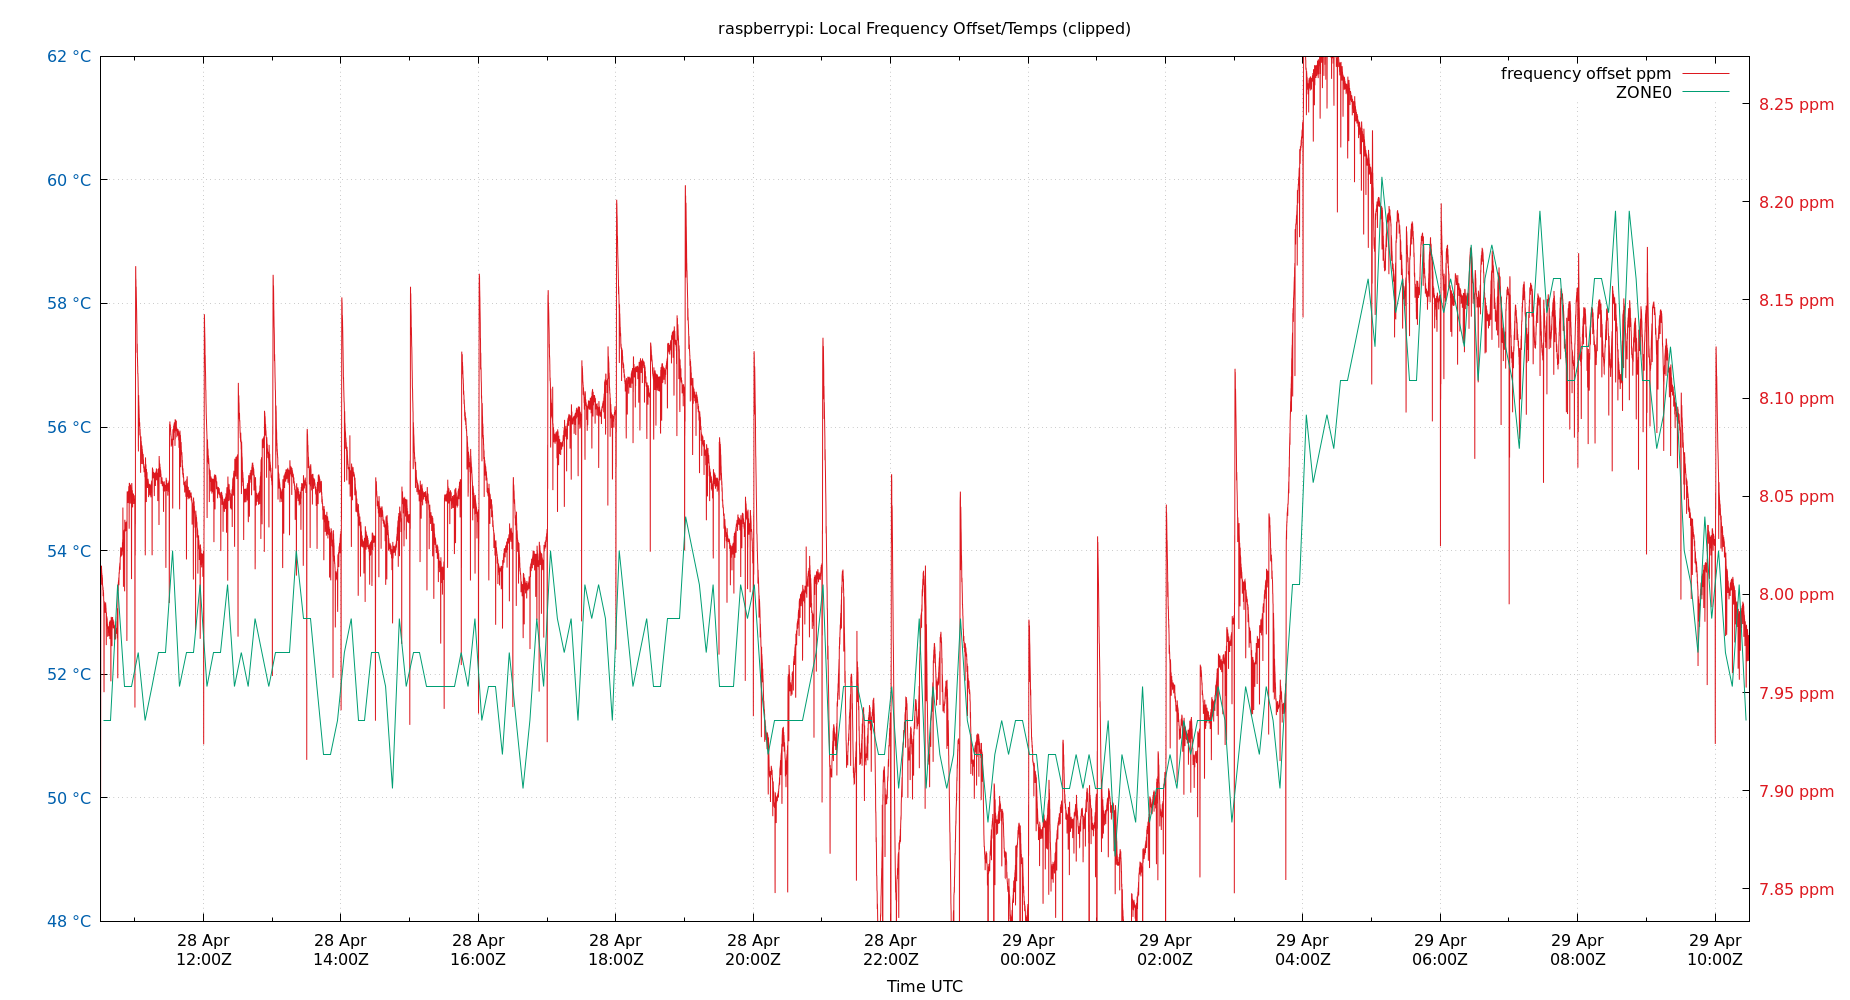 raspberrypi: Local Frequency Offset/Temps (clipped)
62 °C
60 °C
58 °C
56 °C
54 °C
52 °C
50 °C
48 °C
frequency offset ppm
ZONE0
8.25 ppm
8.20 ppm
8.15 ppm
8.10 ppm
8.05 ppm
8.00 ppm
7.95 ppm
7.90 ppm
7.85 ppm
28 Apr
12:00Z
28 Apr
14:00Z
28 Apr
16:00Z
28 Apr
18:00Z
28 Apr
20:00Z
28 Apr
22:00Z
29 Apr
00:00Z
29 Apr
02:00Z
29 Apr
04:00Z
29 Apr
06:00Z
29 Apr
08:00Z
29 Apr
10:00Z
Time UTC